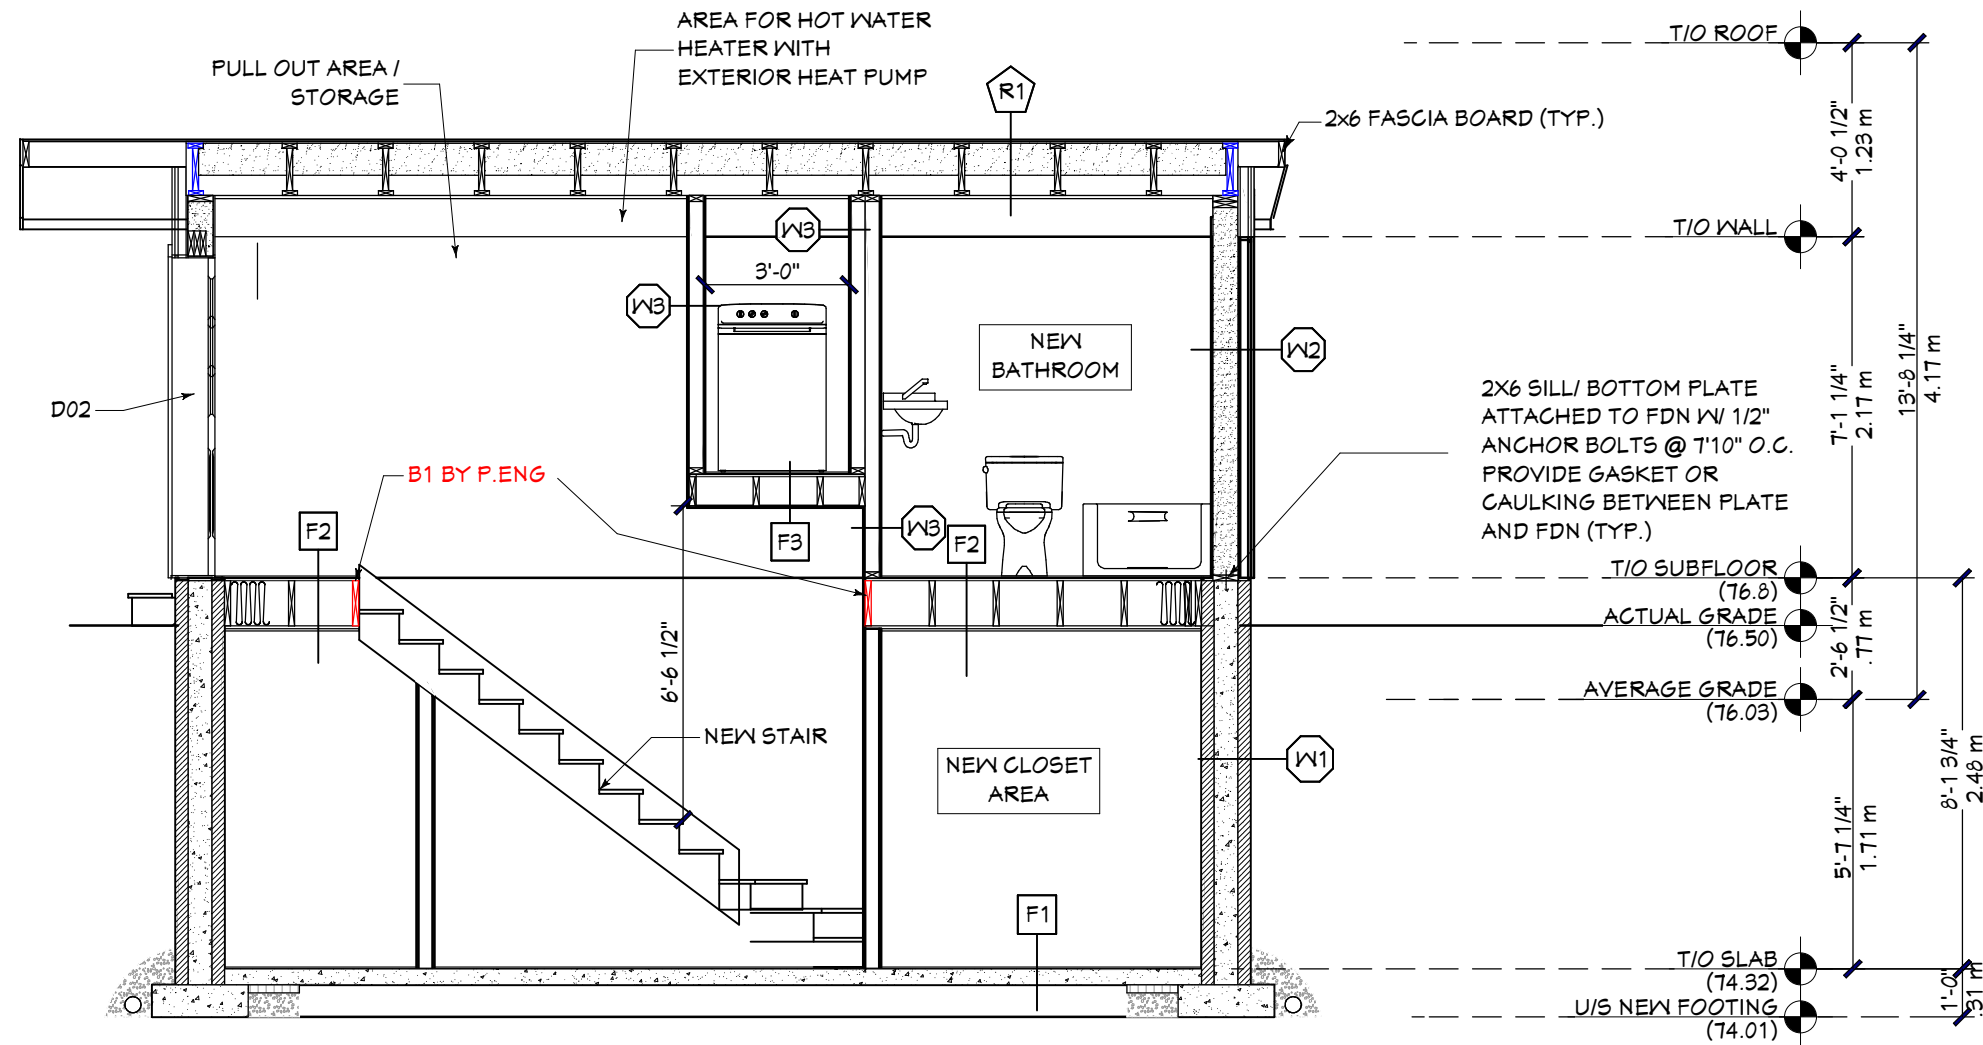 AREA FOR HOT WATER
HEATER WITH
EXTERIOR HEAT PUMP
PULL OUT AREA /
STORAGE
R1
2x6 FASCIA BOARD (TYP.)
T/O ROOF
4'-0 1/2"
1.23 m
T/O WALL
W3
3'-0"
W3
NEW
BATHROOM
W2
D02
7'-1 1/4"
2.17 m
13'-8 1/4"
4.17 m
2X6 SILL/ BOTTOM PLATE
ATTACHED TO FDN W/ 1/2"
ANCHOR BOLTS @ 7'10" O.C.
PROVIDE GASKET OR
CAULKING BETWEEN PLATE
AND FDN (TYP.)
B1 BY P.ENG
F2
F3
W3
F2
T/O SUBFLOOR
(76.8)
ACTUAL GRADE
(76.50)
2'-6 1/2"
.77 m
AVERAGE GRADE
(76.03)
6'-6 1/2"
NEW STAIR
NEW CLOSET
AREA
W1
8'-1 3/4"
2.48 m
5'-7 1/4"
1.71 m
F1
T/O SLAB
(74.32)
1'-0"
.31 m
U/S NEW FOOTING
(74.01)